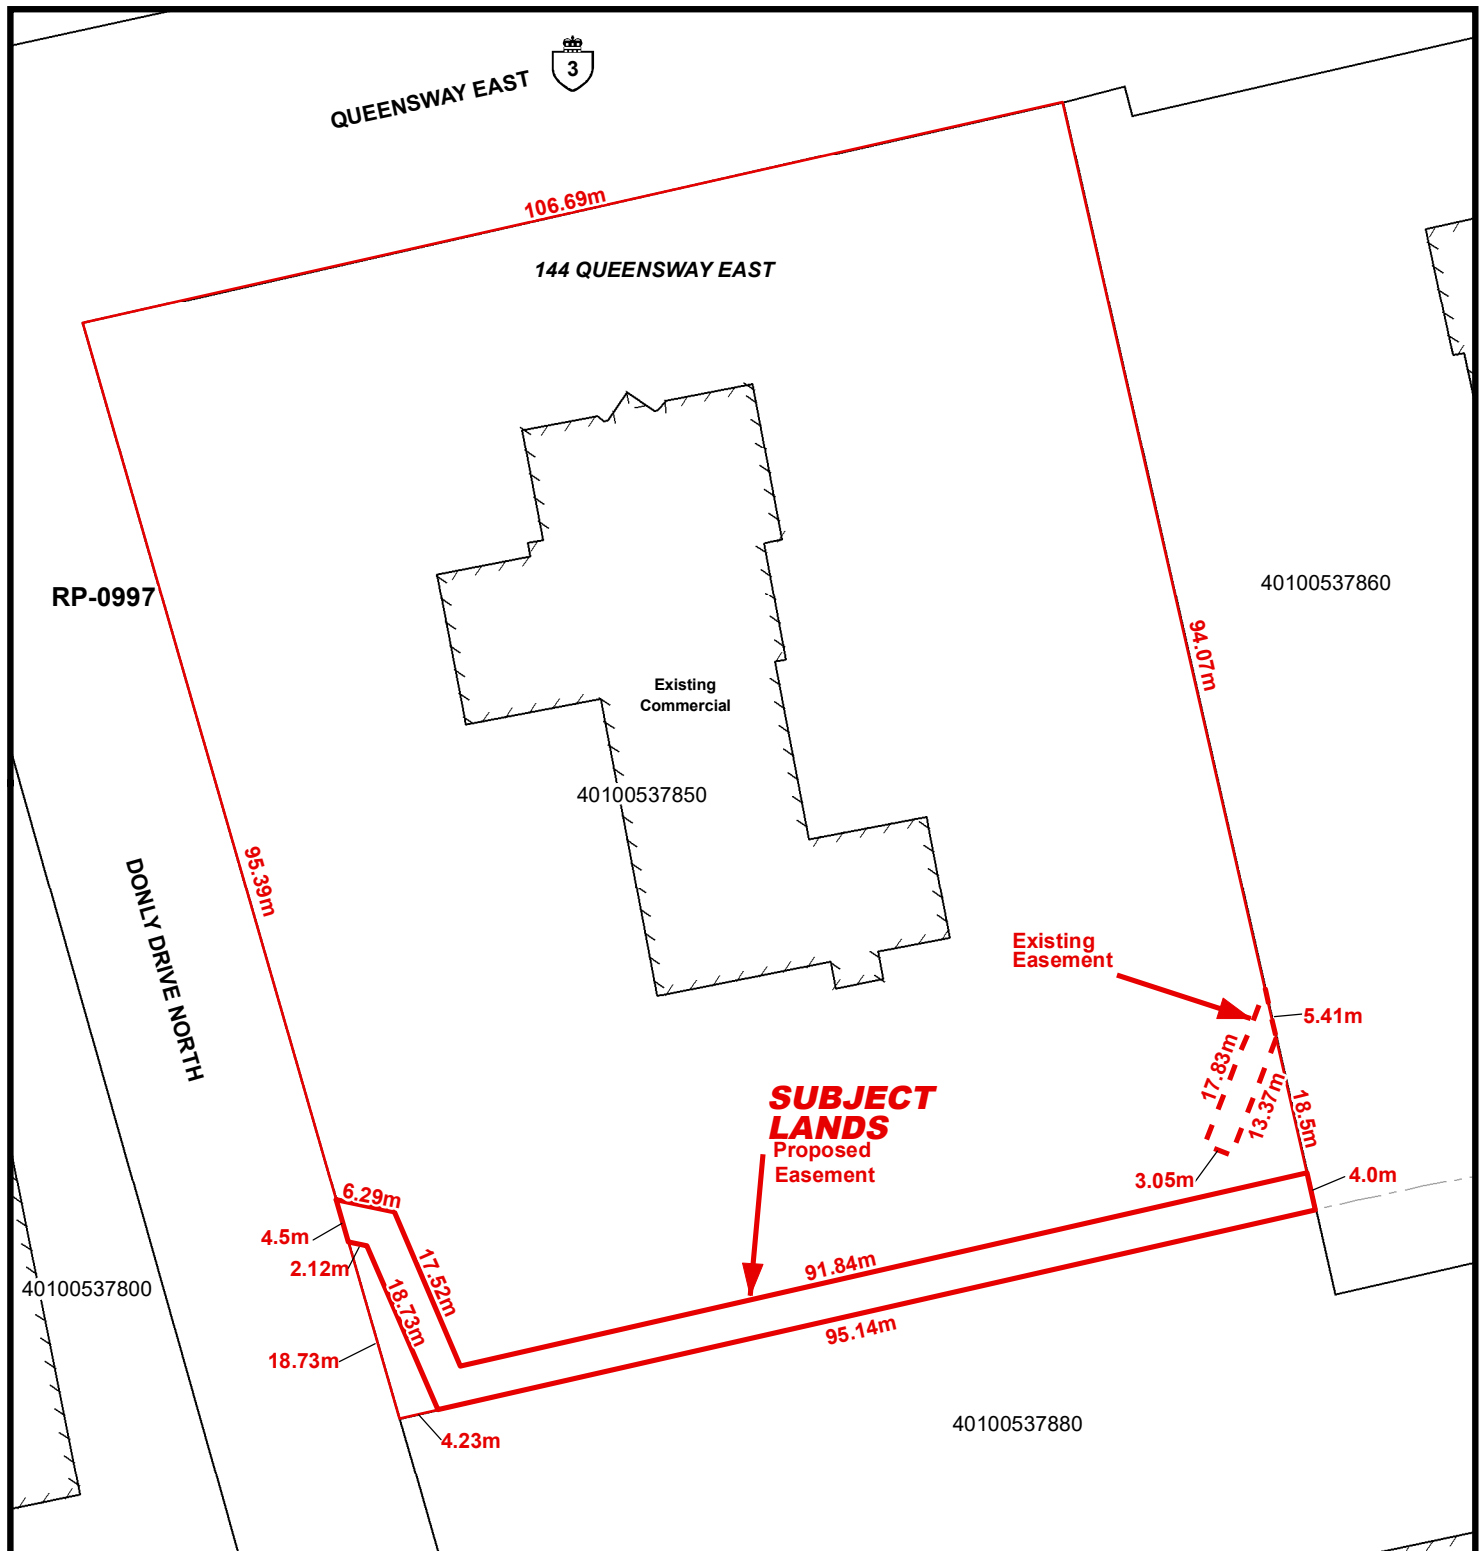 3
QUEENSWAY EAST
106.69m
144 QUEENSWAY EAST
40100537860
RP-0997
94.07m
Existing
Commercial
40100537850
95.39m
DONLY DRIVE NORTH
Existing
Easement
5.41m
17.83m
13.37m
18.5m
SUBJECT
LANDS
Proposed
Easement
3.05m
4.0m
6.29m
4.5m
2.12m
17.52m
18.73m
91.84m
95.14m
40100537800
18.73m
4.23m
40100537880